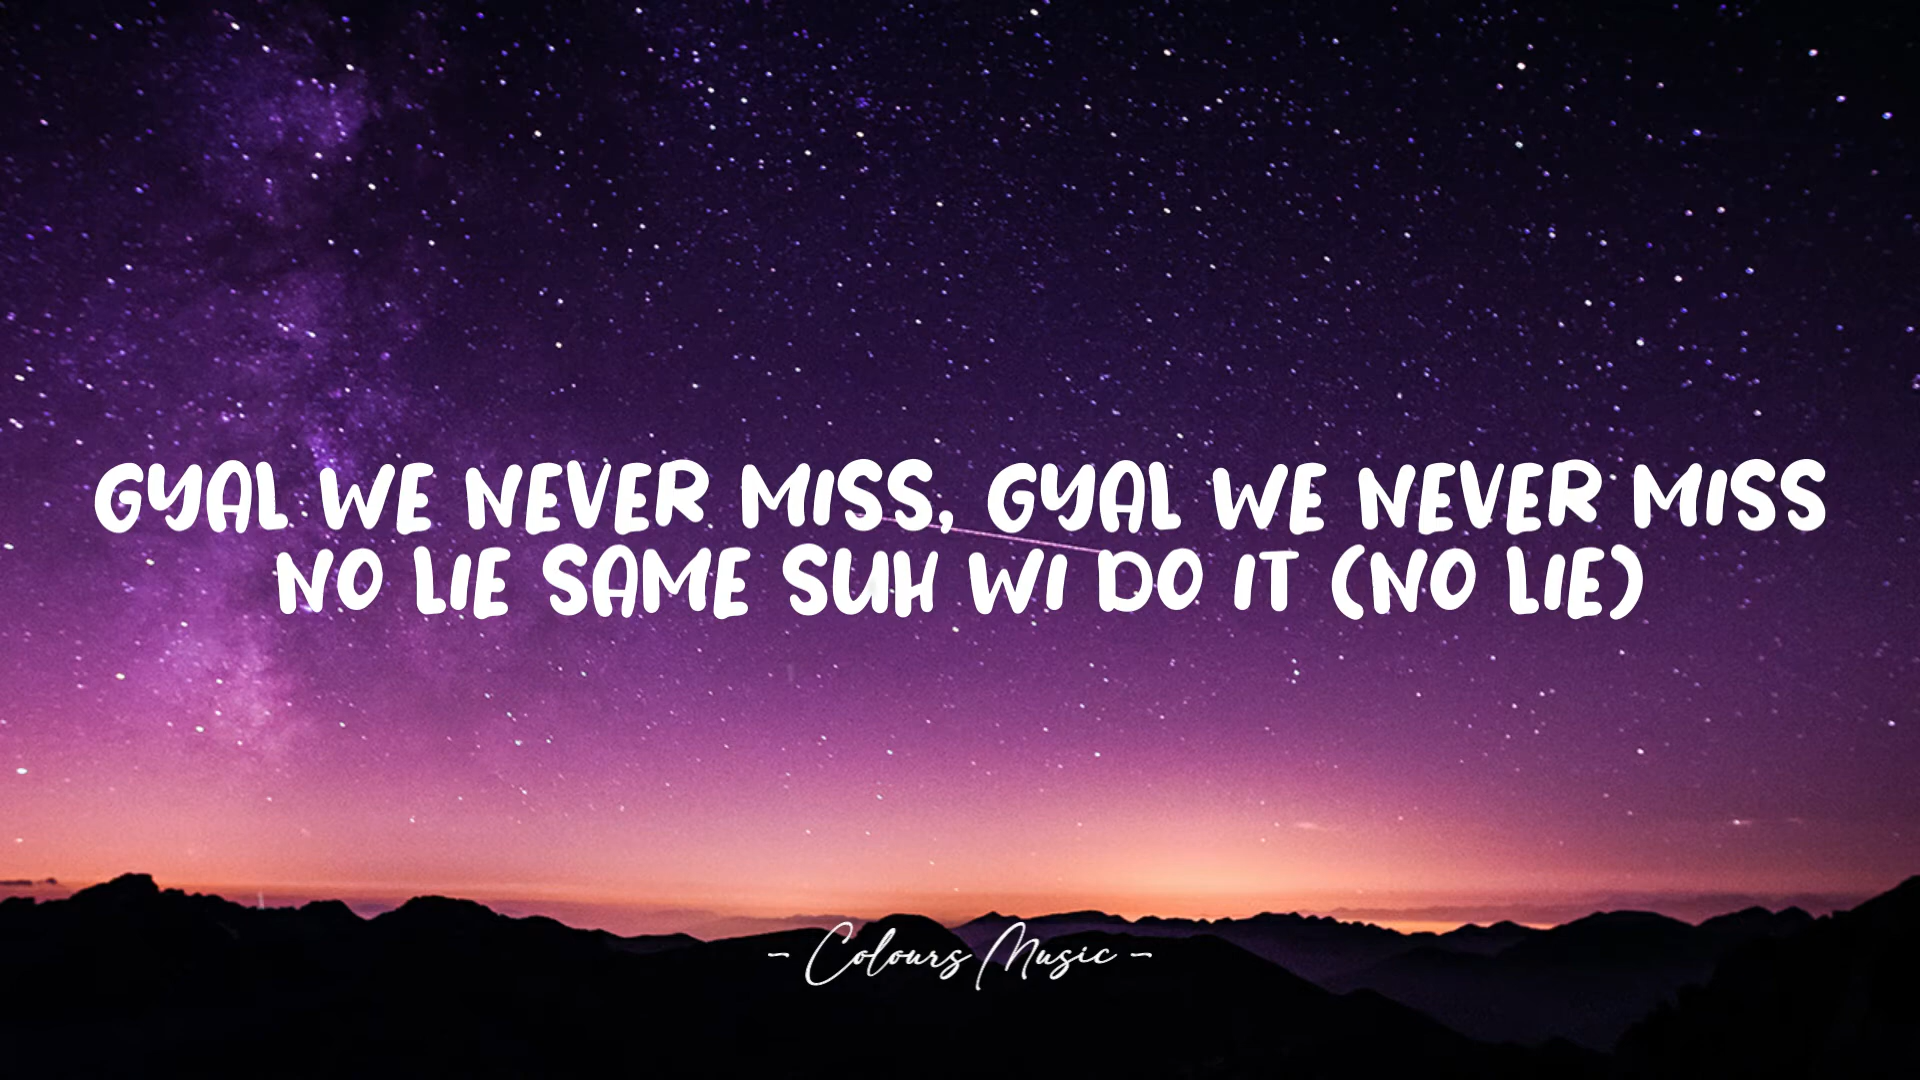 GYAL WE NEVER MISS, GYAL WE NEVER MISS
NO LIE SAME SUH WI DO IT (NO LIE)
- Colours Music -